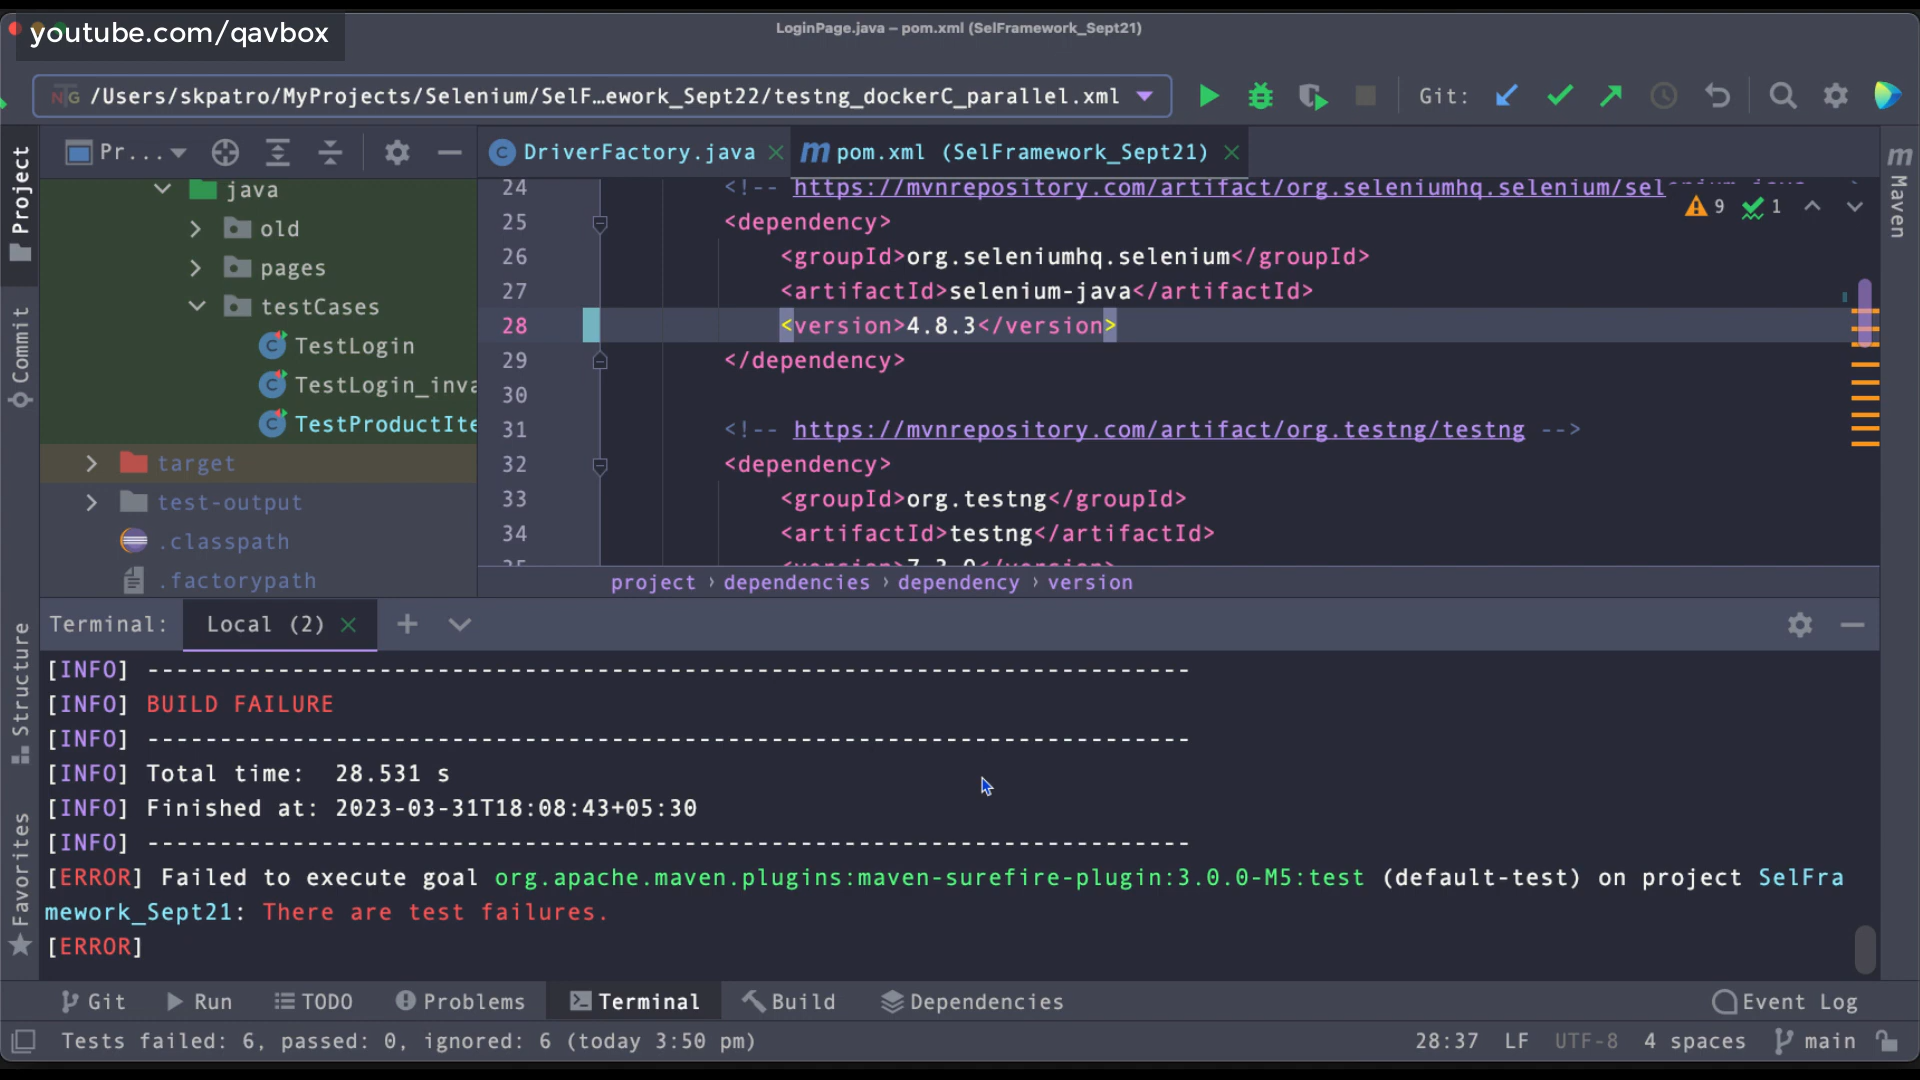 youtube.com/qavbox
LoginPage.java – pom.xml (SelFramework_Sept21)
NG /Users/skpatro/MyProjects/Selenium/SelF…ework_Sept22/testng_dockerC_parallel.xml
Git:
Project
Commit
Structure
Favorites
Pr...
java
old
pages
testCases
TestLogin
TestLogin_inva
TestProductIte
target
test-output
.classpath
.factorypath
DriverFactory.java
m pom.xml (SelFramework_Sept21)
m Maven
9
1
24 <!-- https://mvnrepository.com/artifact/org.seleniumhq.selenium/sel
25 <dependency>
26 <groupId>org.seleniumhq.selenium</groupId>
27 <artifactId>selenium-java</artifactId>
28 <version>4.8.3</version>
29 </dependency>
30
31 <!-- https://mvnrepository.com/artifact/org.testng/testng -->
32 <dependency>
33 <groupId>org.testng</groupId>
34 <artifactId>testng</artifactId>
project › dependencies › dependency › version
Terminal:
Local (2)
[INFO] ------------------------------------------------------------------------
[INFO] BUILD FAILURE
[INFO] ------------------------------------------------------------------------
[INFO] Total time:  28.531 s
[INFO] Finished at: 2023-03-31T18:08:43+05:30
[INFO] ------------------------------------------------------------------------
[ERROR] Failed to execute goal org.apache.maven.plugins:maven-surefire-plugin:3.0.0-M5:test (default-test) on project SelFra
mework_Sept21: There are test failures.
[ERROR]
Git
Run
TODO
Problems
Terminal
Build
Dependencies
Event Log
Tests failed: 6, passed: 0, ignored: 6 (today 3:50 pm)
28:37
LF
UTF-8
4 spaces
main